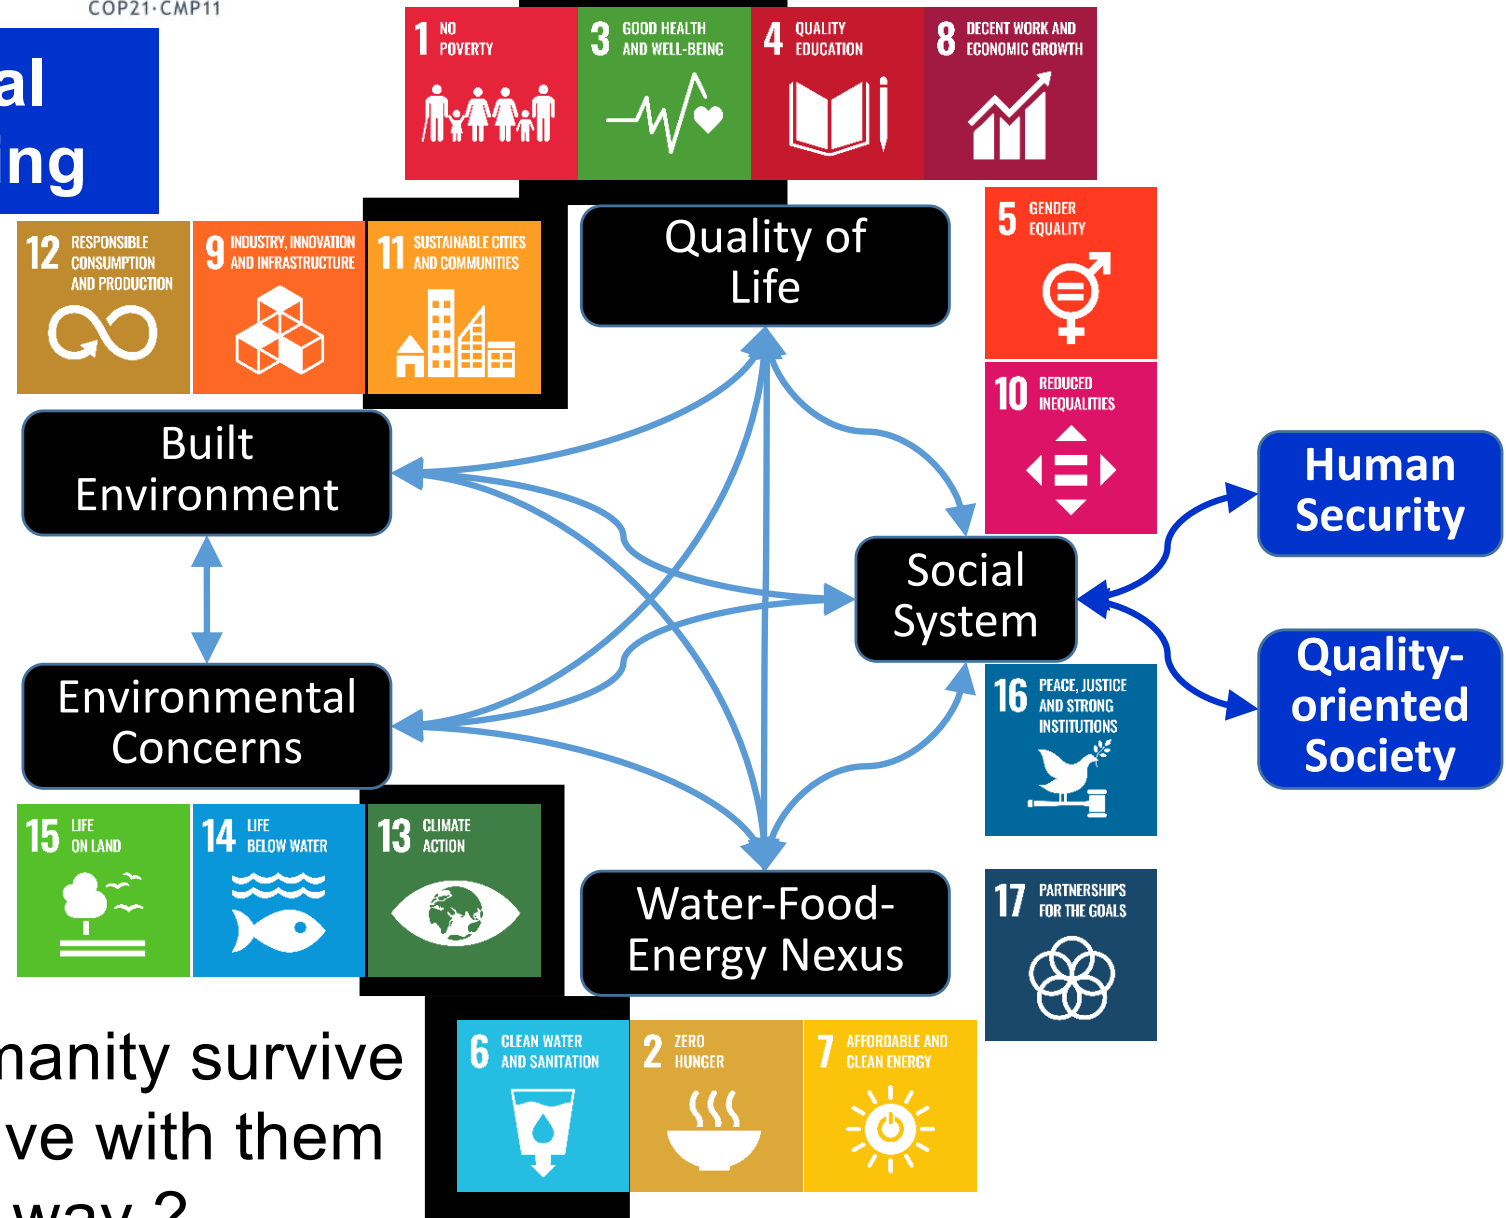 COP21·CMP11
al
ing
1 NO
POVERTY
3 GOOD HEALTH
AND WELL-BEING
4 QUALITY
EDUCATION
8 DECENT WORK AND
ECONOMIC GROWTH
12 RESPONSIBLE
CONSUMPTION
AND PRODUCTION
9 INDUSTRY, INNOVATION
AND INFRASTRUCTURE
11 SUSTAINABLE CITIES
AND COMMUNITIES
Quality of
Life
5 GENDER
EQUALITY
10 REDUCED
INEQUALITIES
Built
Environment
Human
Security
Social
System
Environmental
Concerns
Quality-
oriented
Society
16 PEACE, JUSTICE
AND STRONG
INSTITUTIONS
15 LIFE
ON LAND
14 LIFE
BELOW WATER
13 CLIMATE
ACTION
Water-Food-
Energy Nexus
17 PARTNERSHIPS
FOR THE GOALS
manity survive
ve with them
way ?
6 CLEAN WATER
AND SANITATION
2 ZERO
HUNGER
7 AFFORDABLE AND
CLEAN ENERGY